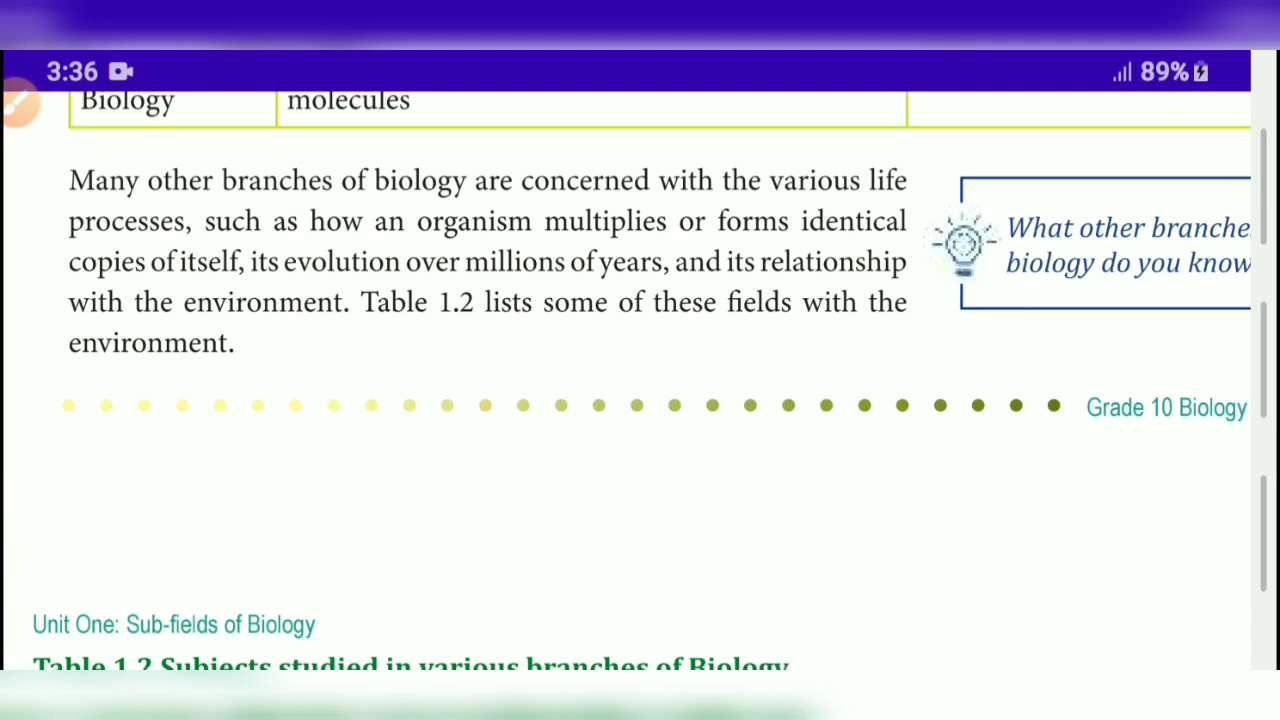 3:36
89%
Biology
molecules
Many other branches of biology are concerned with the various life
processes, such as how an organism multiplies or forms identical
copies of itself, its evolution over millions of years, and its relationship
with the environment. Table 1.2 lists some of these fields with the
environment.
What other branche
biology do you know
Grade 10 Biology
Unit One: Sub-fields of Biology
Table 1.2 Subjects studied in various branches of Biology